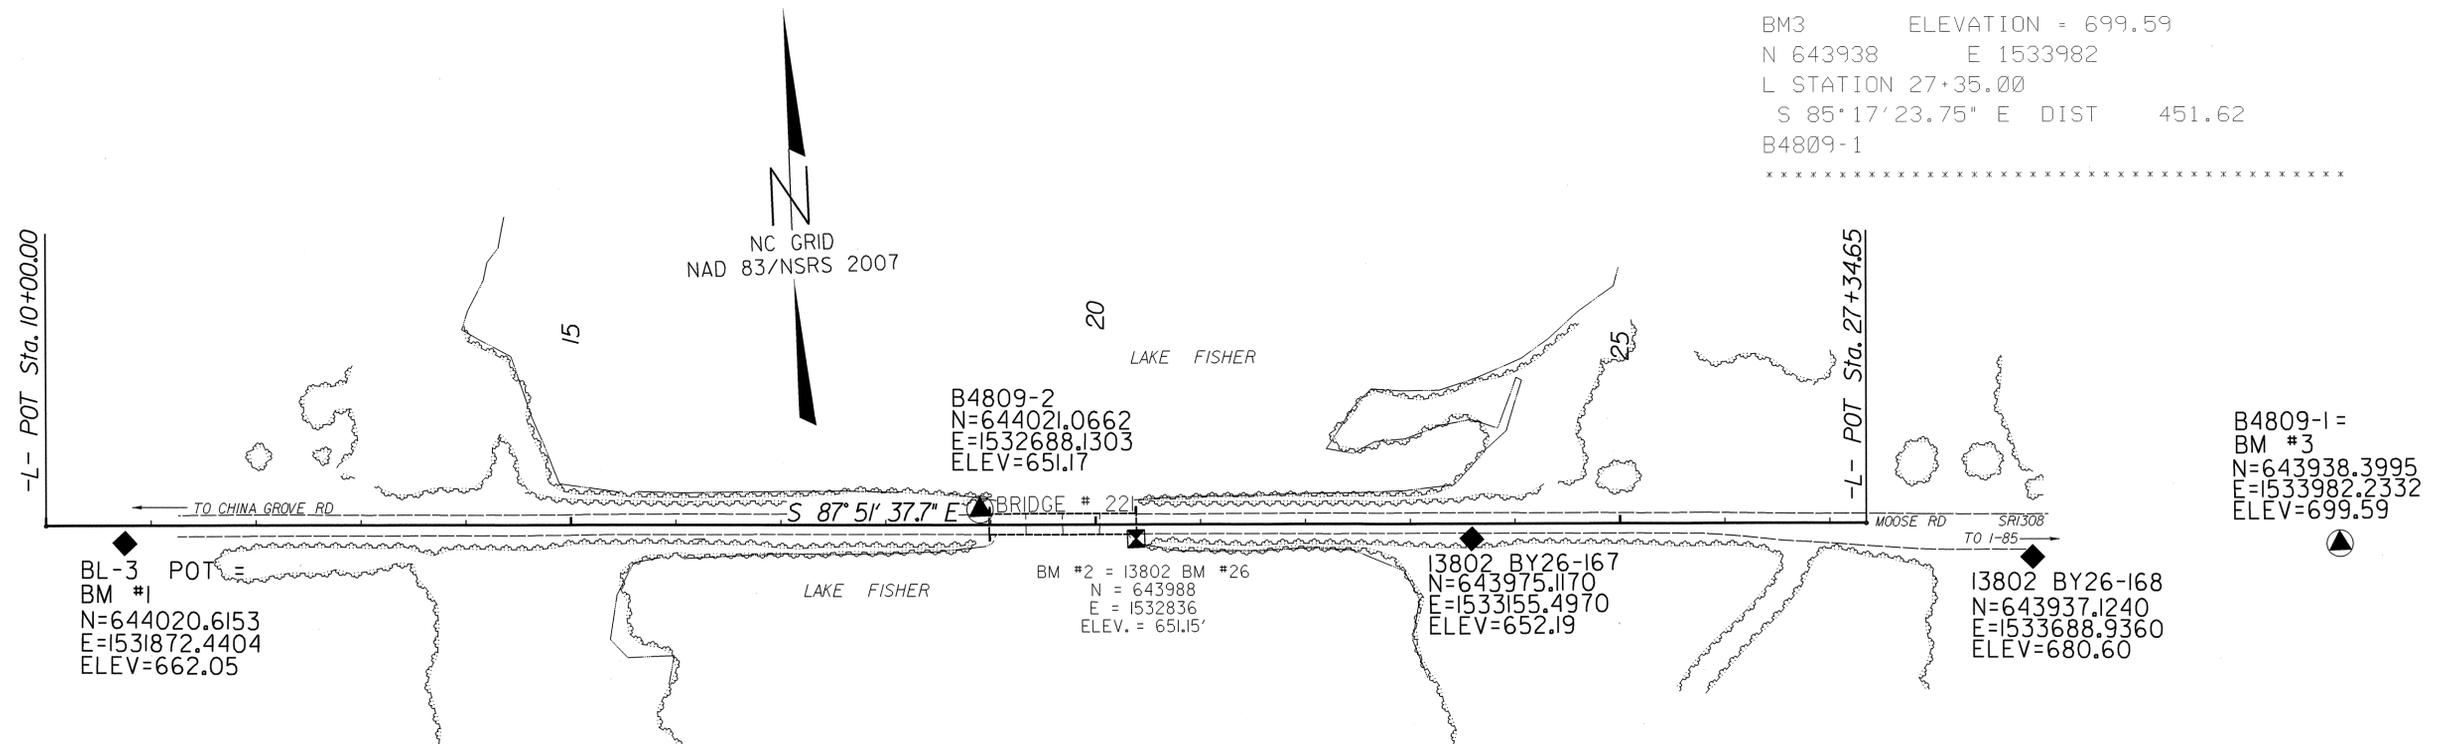 BM3 ELEVATION = 699.59
N 643938 E 1533982
L STATION 27+35.00
S 85°17'23.75" E DIST 451.62
B4809-1
* * * * * * * * * * * * * * * * * * * * * * * * * * * * * * * * * * * * * * * *
-L- POT Sta. 10+00.00
N
NC GRID
NAD 83/NSRS 2007
15
20
25
-L- POT Sta. 27+34.65
LAKE FISHER
B4809-2
N=644021.0662
E=1532688.1303
ELEV=651.17
B4809-1=
BM #3
N=643938.3995
E=1533982.2332
ELEV=699.59
TO CHINA GROVE RD
S 87°51'37.7" E
BRIDGE # 221
MOOSE RD SR1308
TO I-85
BL-3 POT =
BM #1
N=644020.6153
E=1531872.4404
ELEV=662.05
LAKE FISHER
BM #2 = 13802 BM #26
N = 643988
E = 1532836
ELEV. = 651.15'
13802 BY26-167
N=643975.1170
E=1533155.4970
ELEV=652.19
13802 BY26-168
N=643937.1240
E=1533688.9360
ELEV=680.60